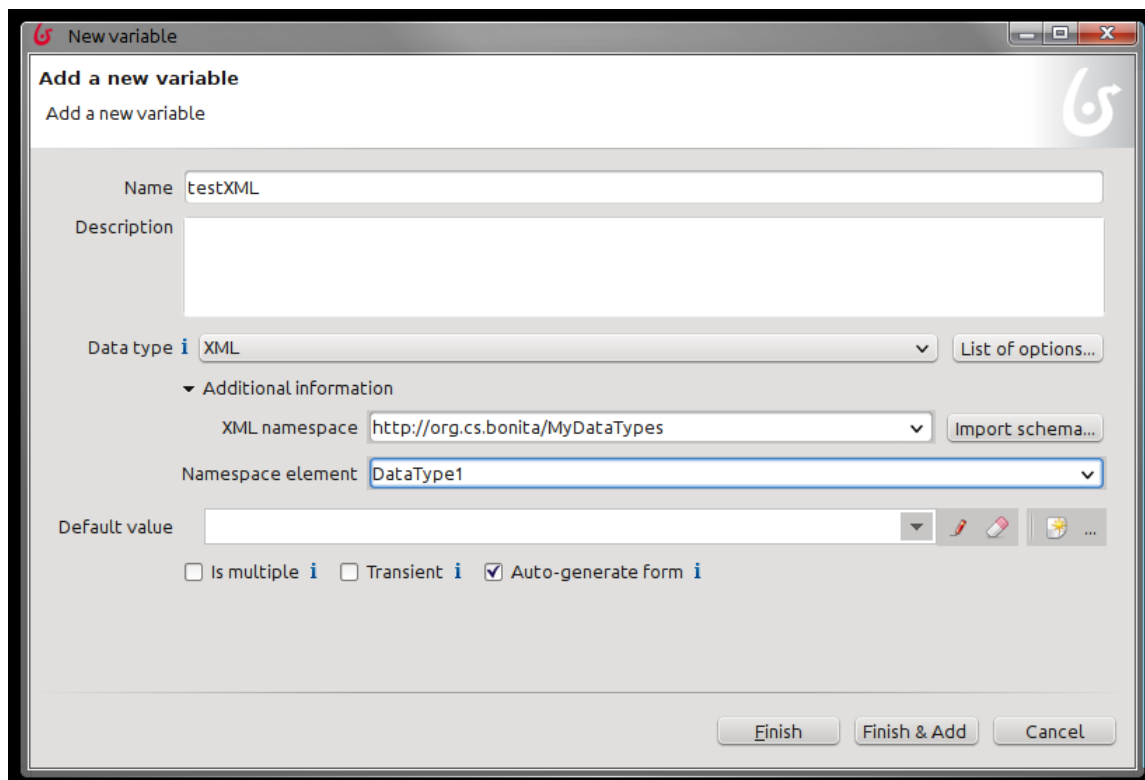 New variable
Add a new variable
Add a new variable
Name testXML
Description
Data type i XML List of options...
Additional information
XML namespace http://org.cs.bonita/MyDataTypes Import schema...
Namespace element DataType1
Default value ...
Is multiple i Transient i Auto-generate form i
Finish Finish & Add Cancel